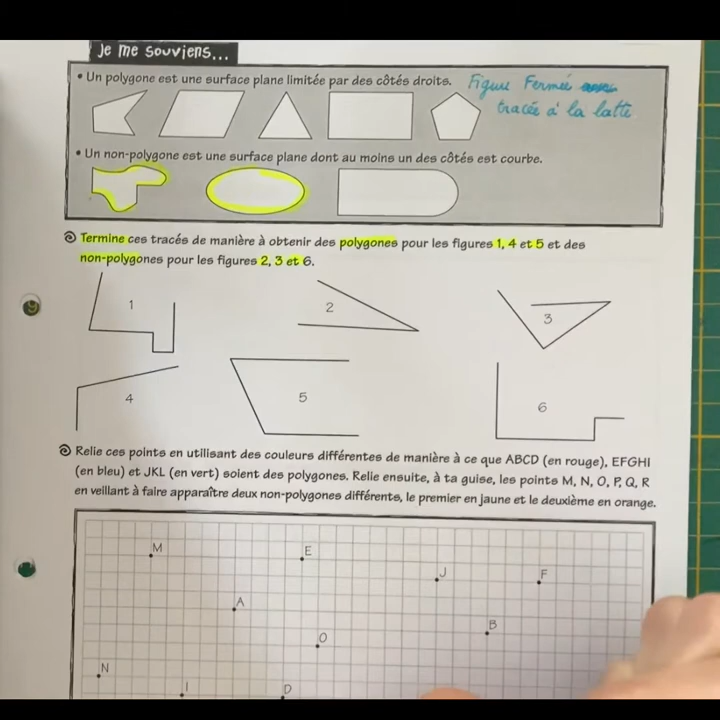 Je me souviens...
• Un polygone est une surface plane limitée par des côtés droits. Figure Fermée
tracée à la latte
• Un non-polygone est une surface plane dont au moins un des côtés est courbe.
Termine ces tracés de manière à obtenir des polygones pour les figures 1, 4 et 5 et des
non-polygones pour les figures 2, 3 et 6.
1
2
3
4
5
6
Relie ces points en utilisant des couleurs différentes de manière à ce que ABCD (en rouge), EFGHI
(en bleu) et JKL (en vert) soient des polygones. Relie ensuite, à ta guise, les points M, N, O, P, Q, R
en veillant à faire apparaître deux non-polygones différents, le premier en jaune et le deuxième en orange.
M
E
J
F
A
B
O
N
I
D